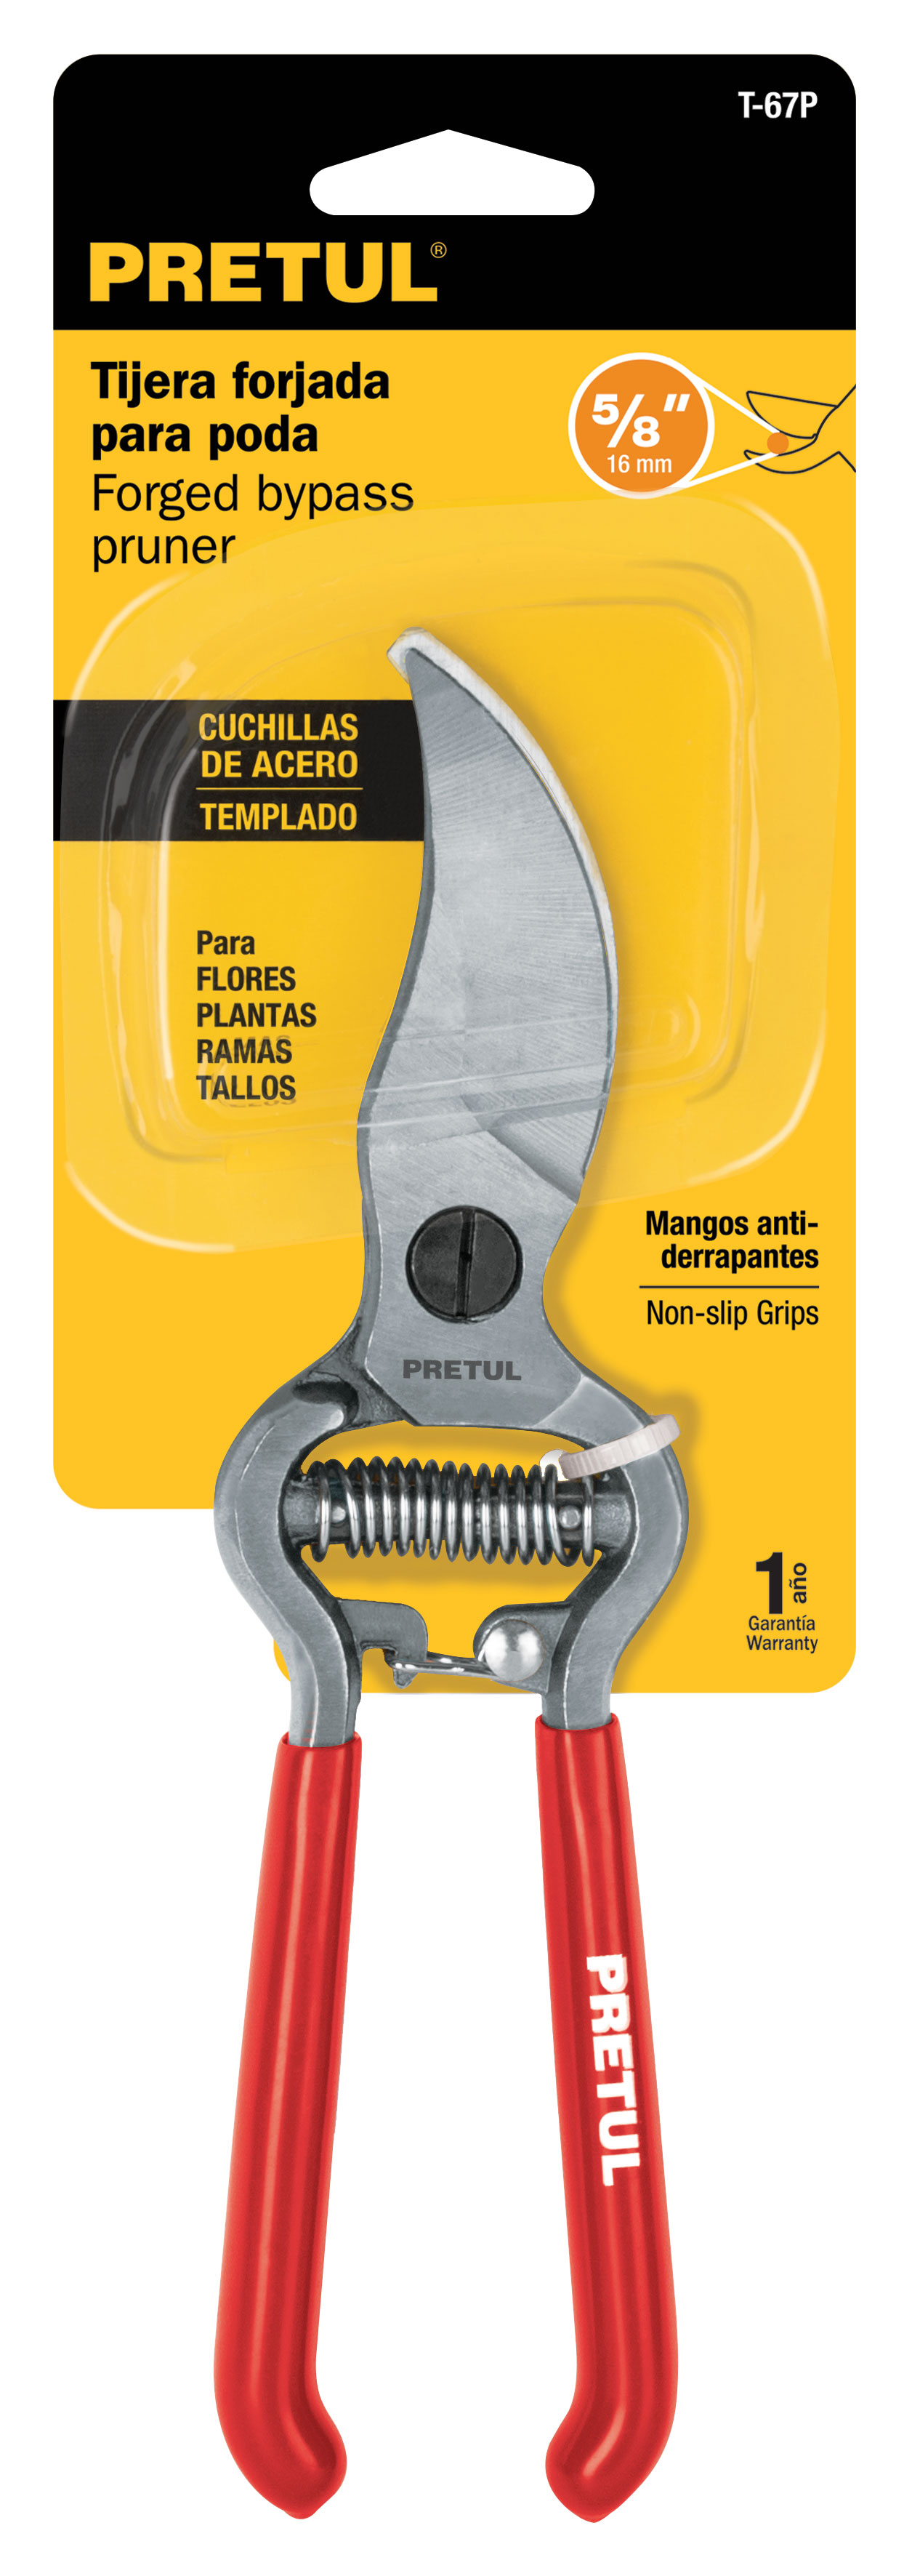 T-67P
PRETUL®
Tijera forjada
para poda
Forged bypass
pruner
5/8"
16 mm
CUCHILLAS
DE ACERO
TEMPLADO
Para
FLORES
PLANTAS
RAMAS
TALLOS
Mangos anti-
derrapantes
Non-slip Grips
PRETUL
1 año
Garantía
Warranty
PRETUL